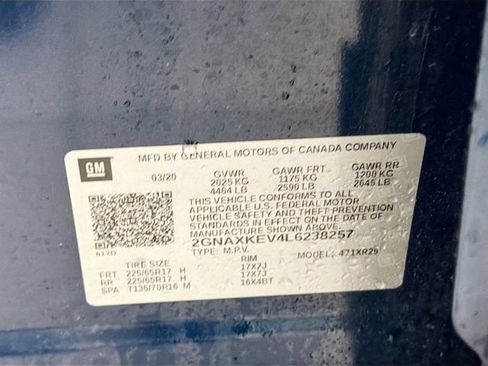 GM
MFD BY GENERAL MOTORS OF CANADA COMPANY
03/20 GVWR GAWR FRT GAWR RR
2025 KG 1175 KG 1200 KG
4464 LB 2590 LB 2645 LB
THIS VEHICLE CONFORMS TO ALL
APPLICABLE U.S. FEDERAL MOTOR
VEHICLE SAFETY, BUMPER, AND THEFT PREVENTION
STANDARDS IN EFFECT ON THE DATE OF
MANUFACTURE SHOWN ABOVE.
2GNAXKEV4L6238257
TYPE: M.P.V. MODEL: 471XR26
TIRE SIZE RIM
FRT 225/65R17 H 17X7J
RR 225/65R17 H 17X7J
SPA T135/70R16 M 16X4BT